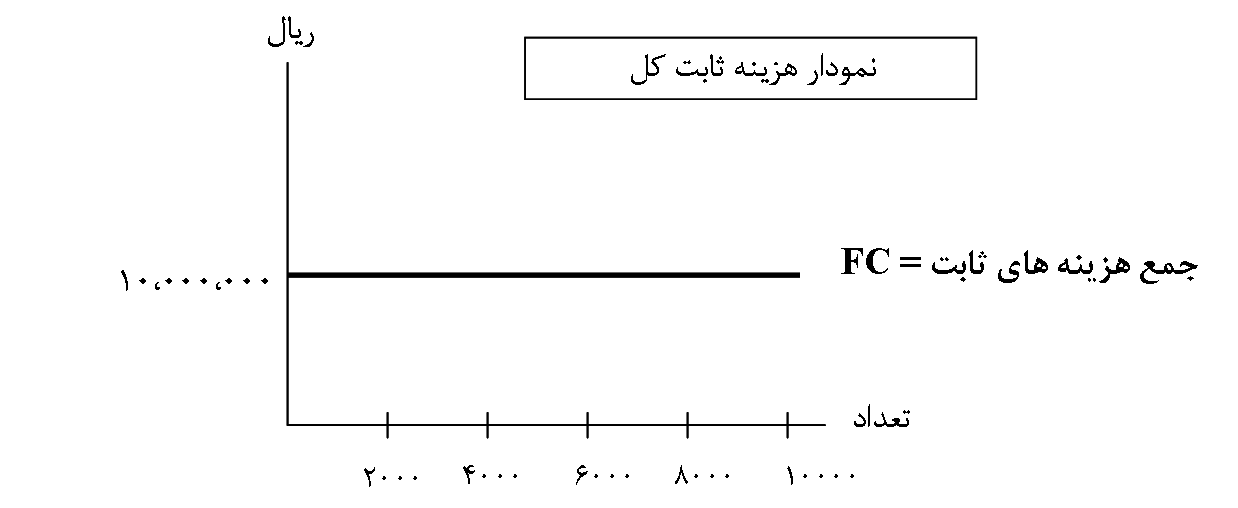 ریال
نمودار هزینه ثابت کل
جمع هزینه های ثابت = FC
۱۰،۰۰۰،۰۰۰
تعداد
۲۰۰۰ ۴۰۰۰ ۶۰۰۰ ۸۰۰۰ ۱۰۰۰۰